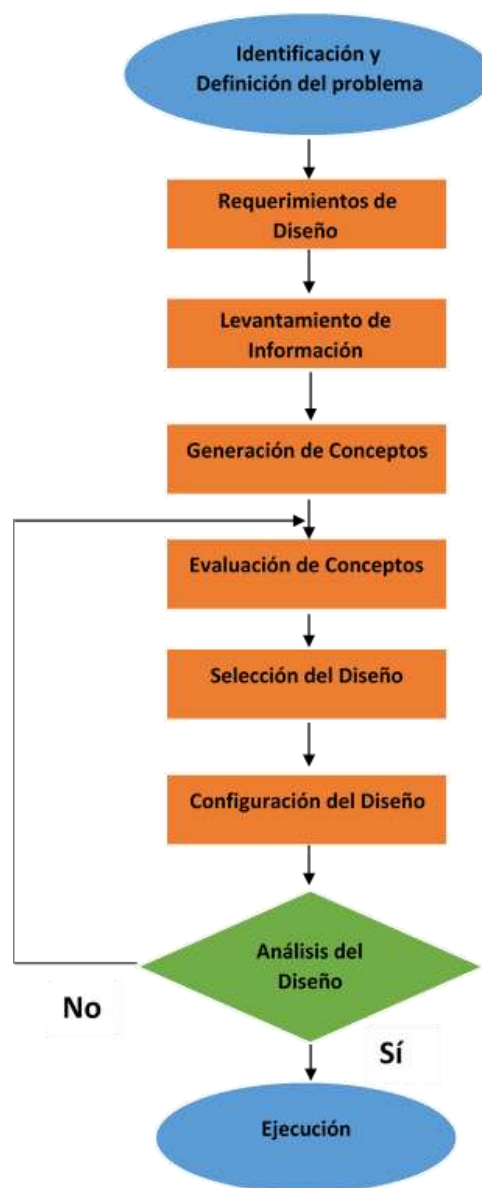 Identificación y
Definición del problema
Requerimientos de
Diseño
Levantamiento de
Información
Generación de Conceptos
Evaluación de Conceptos
Selección del Diseño
Configuración del Diseño
Análisis del
Diseño
No
Sí
Ejecución